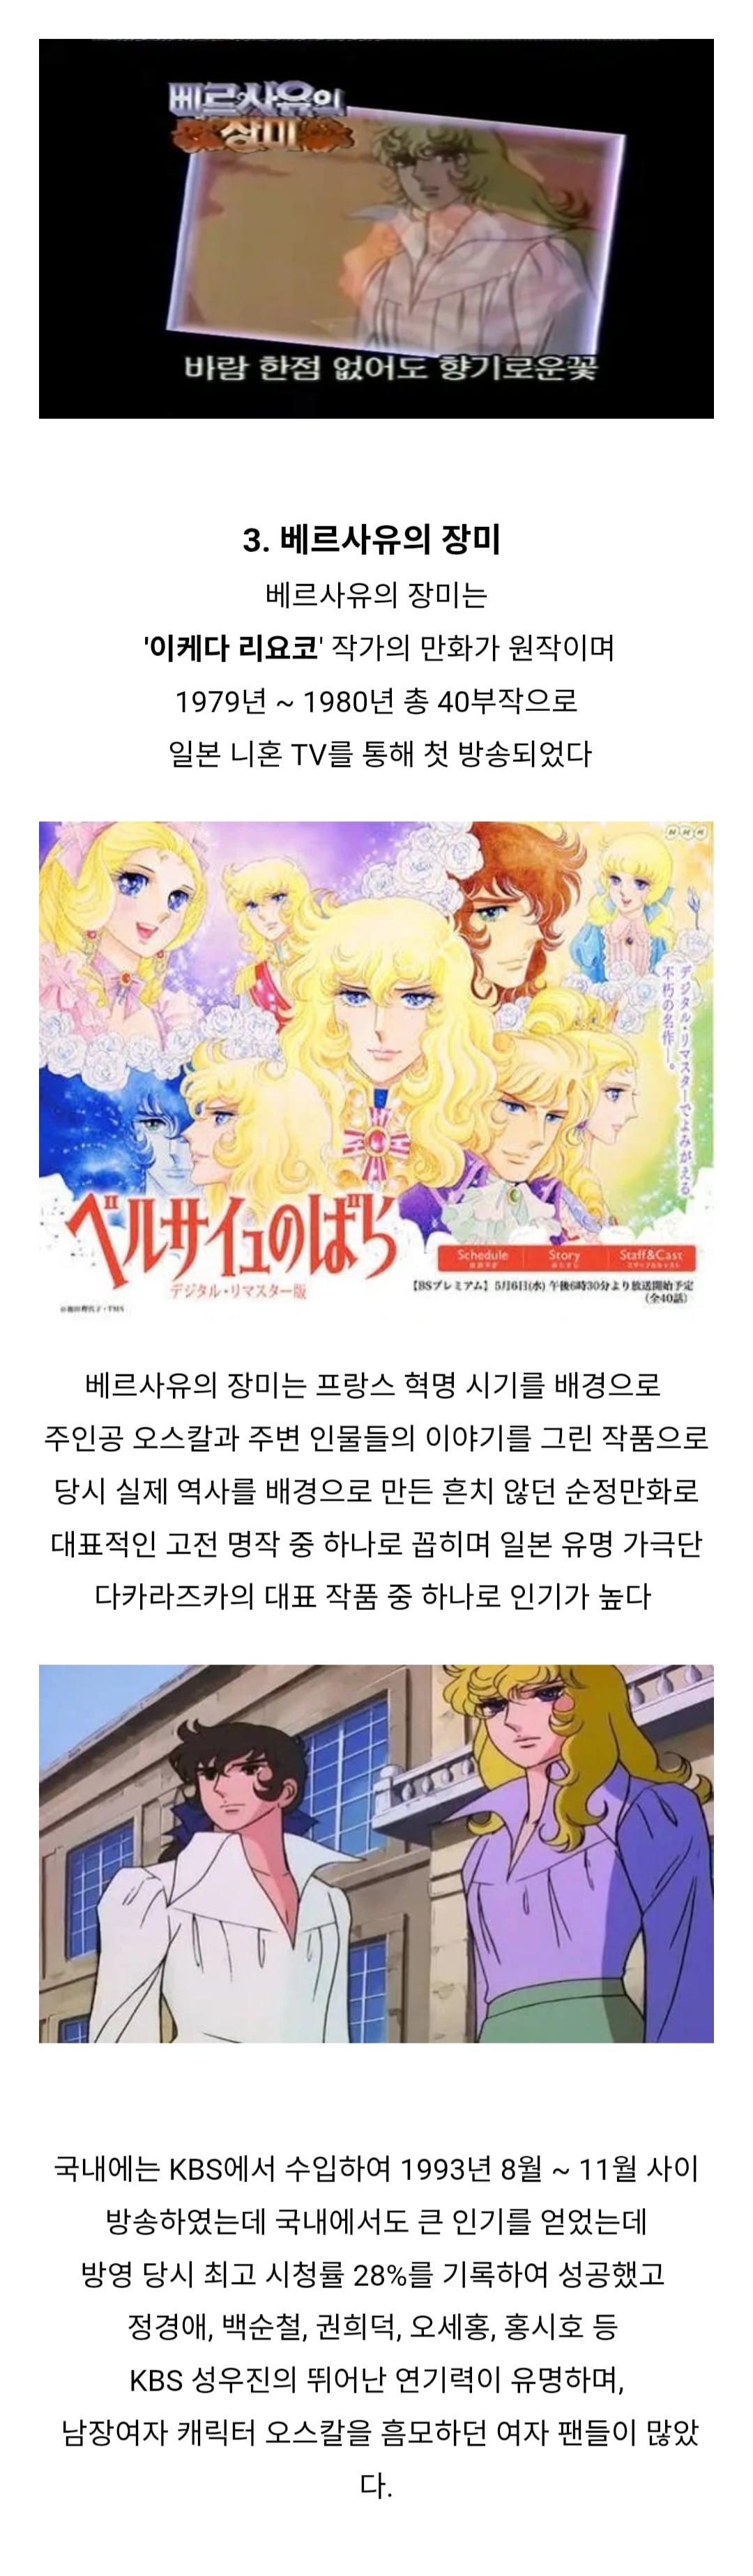 베르사유의
장미
바람 한점 없어도 향기로운꽃
3. 베르사유의 장미
베르사유의 장미는
'이케다 리요코' 작가의 만화가 원작이며
1979년 ~ 1980년 총 40부작으로
일본 니혼 TV를 통해 첫 방송되었다
NHK
デジタル・リマスターでよみがえる
不朽の名作―。
ベルサイユのばら
デジタル・リマスター版
Schedule Story Staff&Cast
【BSプレミアム】5月6日(水) 午後6時30分より放送開始予定
(全40話)
베르사유의 장미는 프랑스 혁명 시기를 배경으로
주인공 오스칼과 주변 인물들의 이야기를 그린 작품으로
당시 실제 역사를 배경으로 만든 흔치 않던 순정만화로
대표적인 고전 명작 중 하나로 꼽히며 일본 유명 가극단
다카라즈카의 대표 작품 중 하나로 인기가 높다
국내에는 KBS에서 수입하여 1993년 8월 ~ 11월 사이
방송하였는데 국내에서도 큰 인기를 얻었는데
방영 당시 최고 시청률 28%를 기록하여 성공했고
정경애, 백순철, 권희덕, 오세홍, 홍시호 등
KBS 성우진의 뛰어난 연기력이 유명하며,
남장여자 캐릭터 오스칼을 흠모하던 여자 팬들이 많았
다.